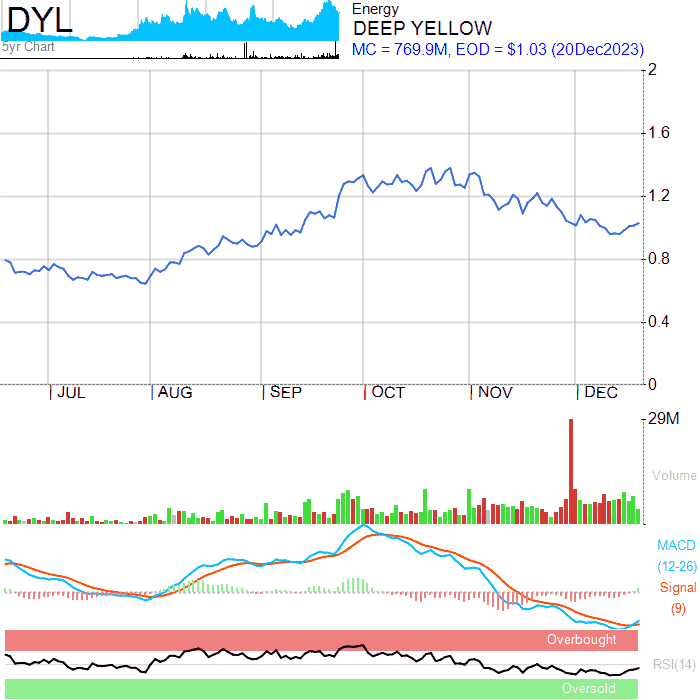 DYL
5yr Chart
Energy
DEEP YELLOW
MC = 769.9M, EOD = $1.03 (20Dec2023)
2
1.6
1.2
0.8
0.4
0
JUL AUG SEP OCT NOV DEC
29M
Volume
MACD
(12-26)
Signal
(9)
Overbought
RSI(14)
Oversold